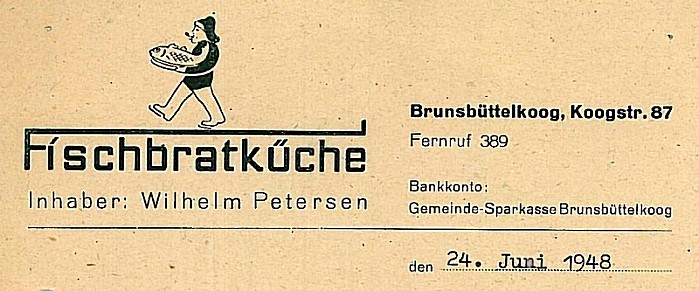 Fischbratküche
Inhaber: Wilhelm Petersen
Brunsbüttelkoog, Koogstr. 87
Fernruf 389
Bankkonto:
Gemeinde-Sparkasse Brunsbüttelkoog
den 24. Juni 1948